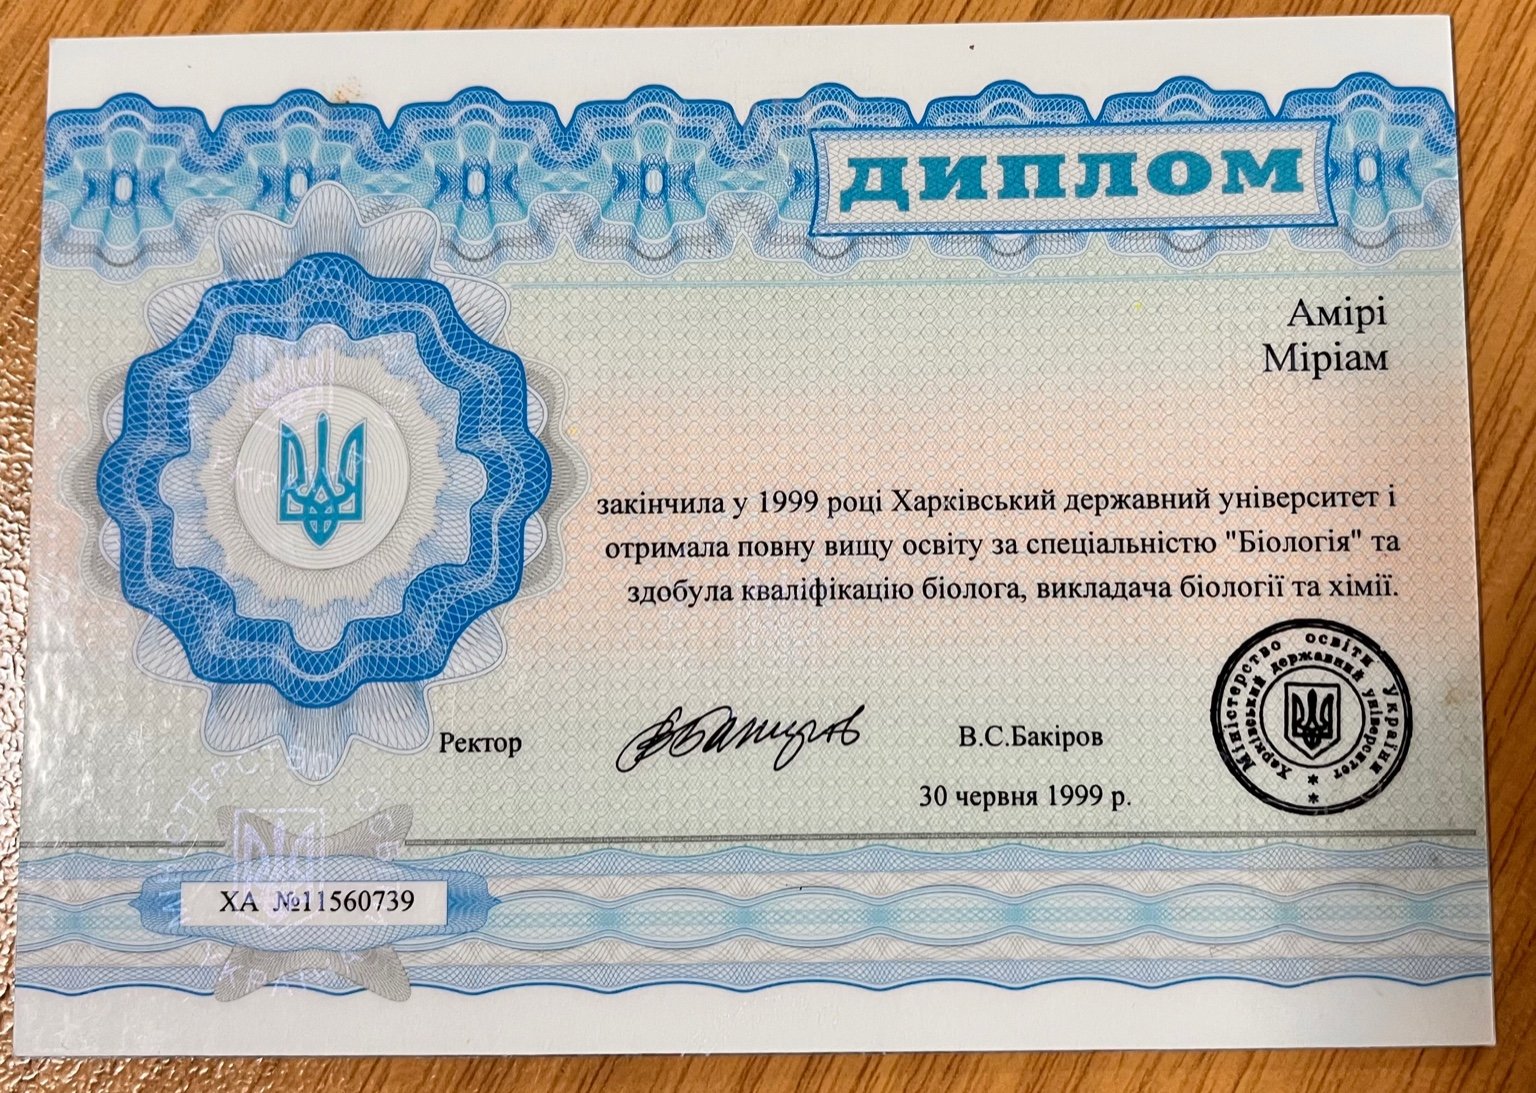 ДИПЛОМ
Амірі
Міріам
закінчила у 1999 році Харківський державний університет і
отримала повну вищу освіту за спеціальністю "Біологія" та
здобула кваліфікацію біолога, викладача біології та хімії.
Міністерство освіти України
Харківський державний університет
Ректор
В.С.Бакіров
30 червня 1999 р.
ХА №11560739